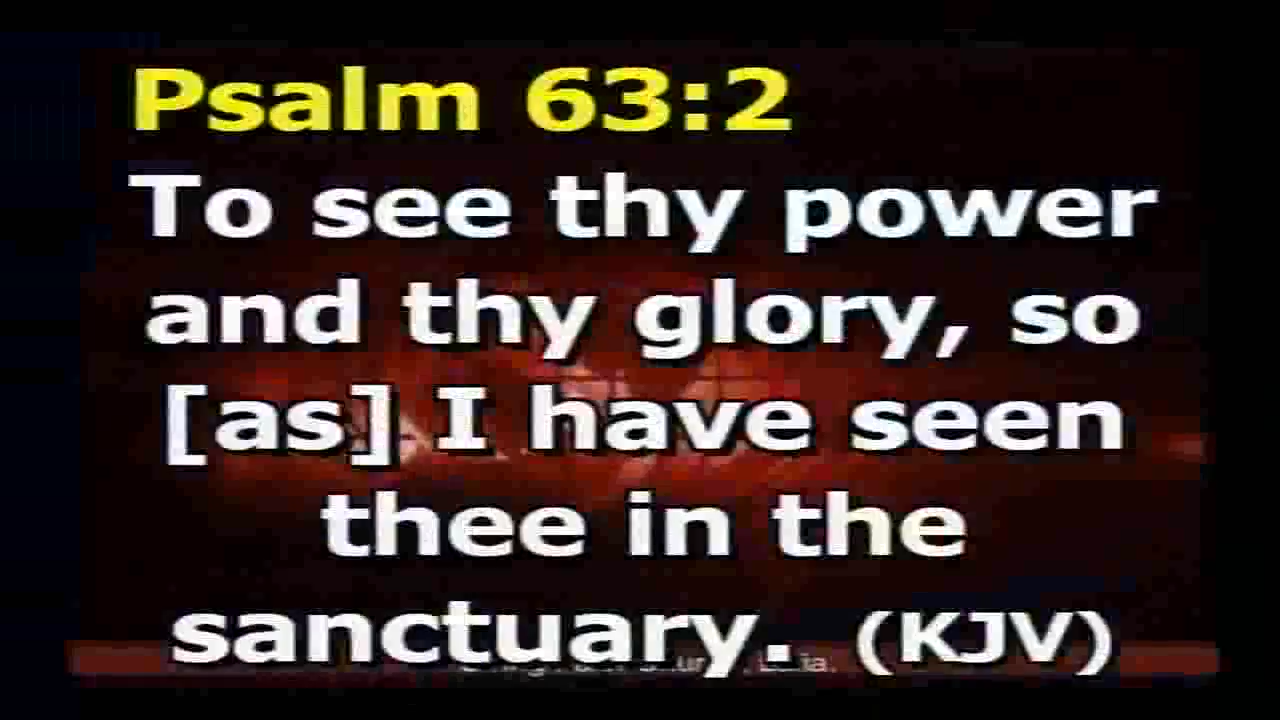 Psalm 63:2
To see thy power
and thy glory, so
[as] I have seen
thee in the
sanctuary. (KJV)